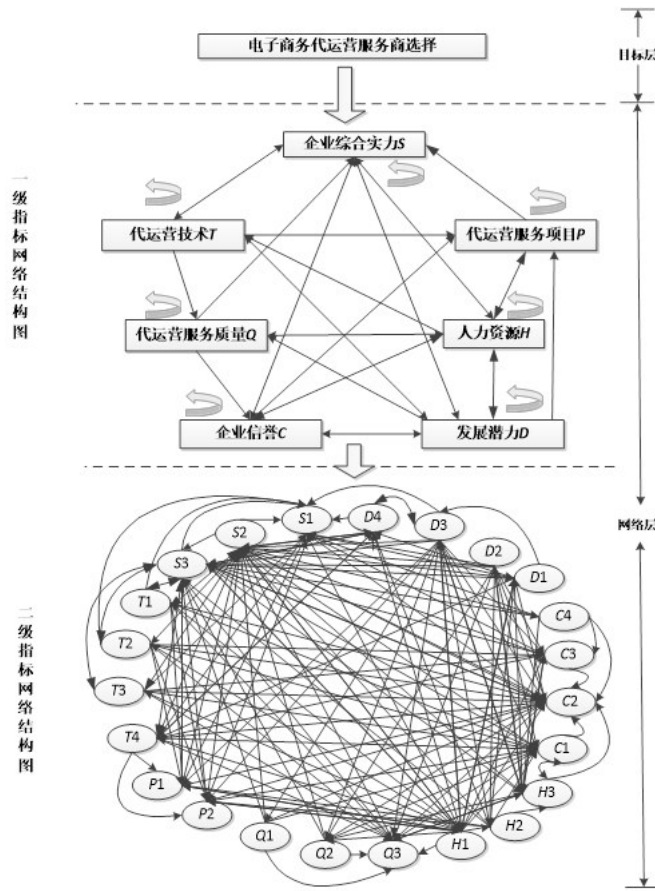 电子商务代运营服务商选择
目标层
企业综合实力S
一级指标网络结构图
代运营技术T
代运营服务项目P
代运营服务质量Q
人力资源H
企业信誉C
发展潜力D
网络层
二级指标网络结构图
S1
D4
D3
S2
D2
S3
D1
T1
C4
T2
C3
T3
C2
T4
C1
P1
H3
P2
H2
Q1
H1
Q2
Q3